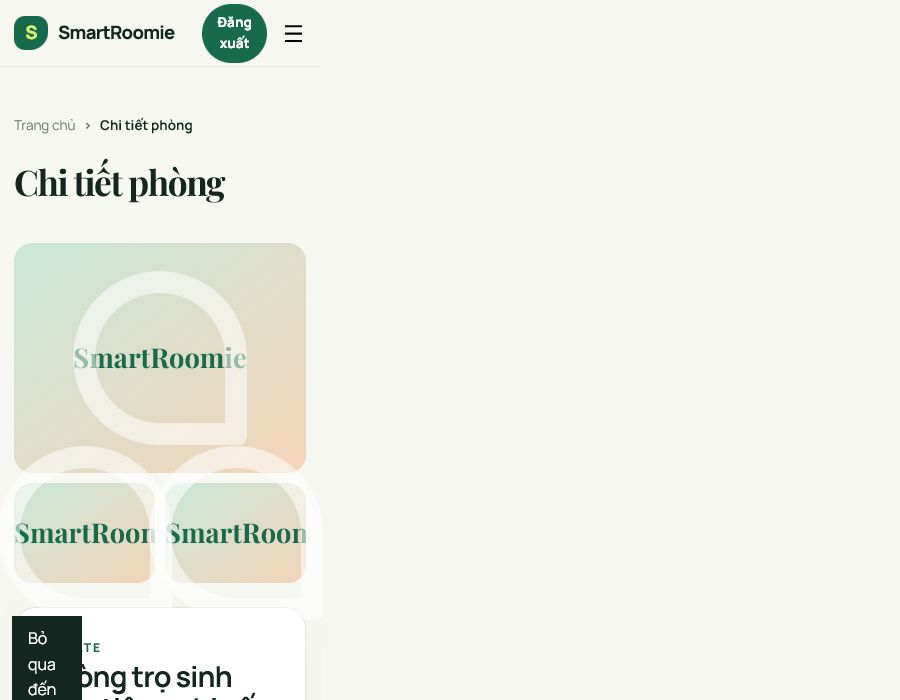 S SmartRoomie
Đăng
xuất
Trang chủ › Chi tiết phòng
Chi tiết phòng
SmartRoomie
SmartRoom SmartRoom
Bỏ
qua
đến
TE
òng trọ sinh